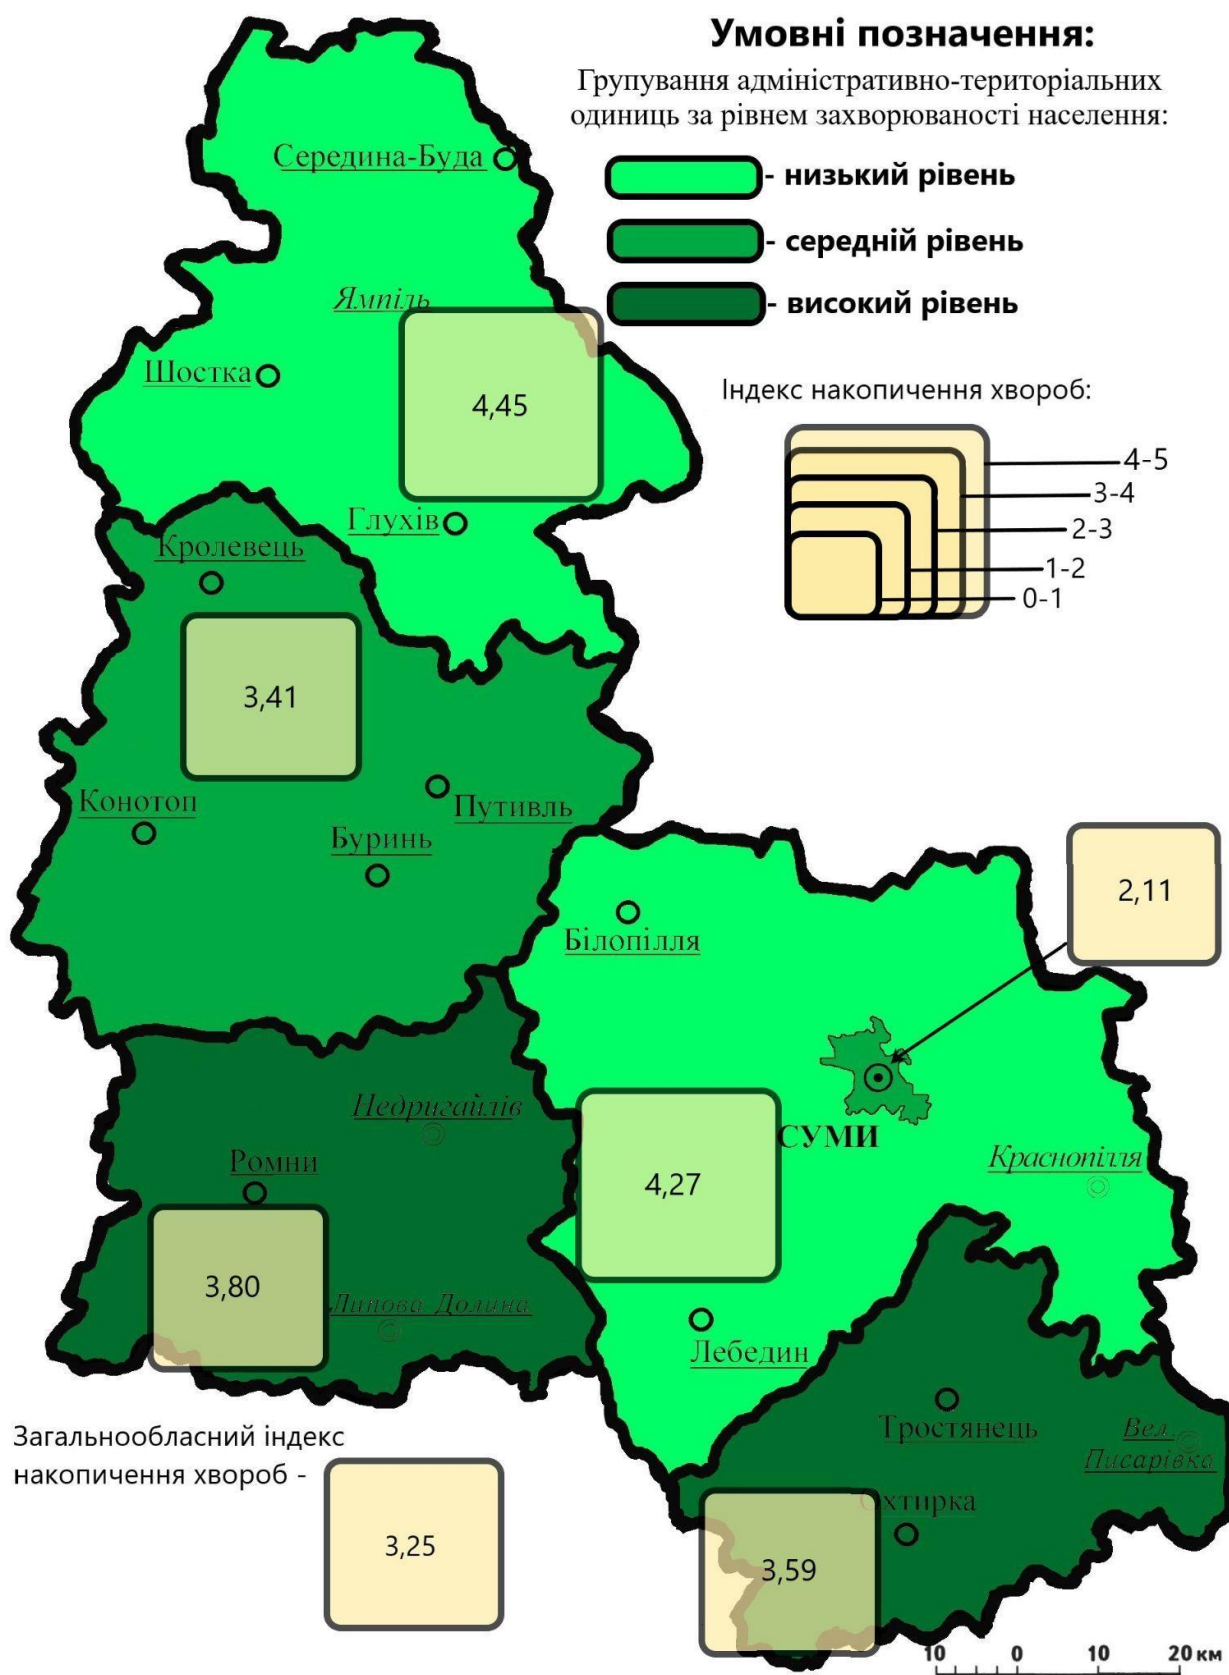 Умовні позначення:
Групування адміністративно-територіальних
одиниць за рівнем захворюваності населення:
- низький рівень
- середній рівень
- високий рівень
Індекс накопичення хвороб:
4-5
3-4
2-3
1-2
0-1
Середина-Буда
Ямпіль
Шостка
4,45
Глухів
Кролевець
3,41
Конотоп
Путивль
Буринь
2,11
Білопілля
Недригайлів
СУМИ
Ромни
Краснопілля
4,27
3,80
Липова Долина
Лебедин
Тростянець
Вел.
Писарівка
Загальнообласний індекс
накопичення хвороб -
3,25
Охтирка
3,59
10 0 10 20 км